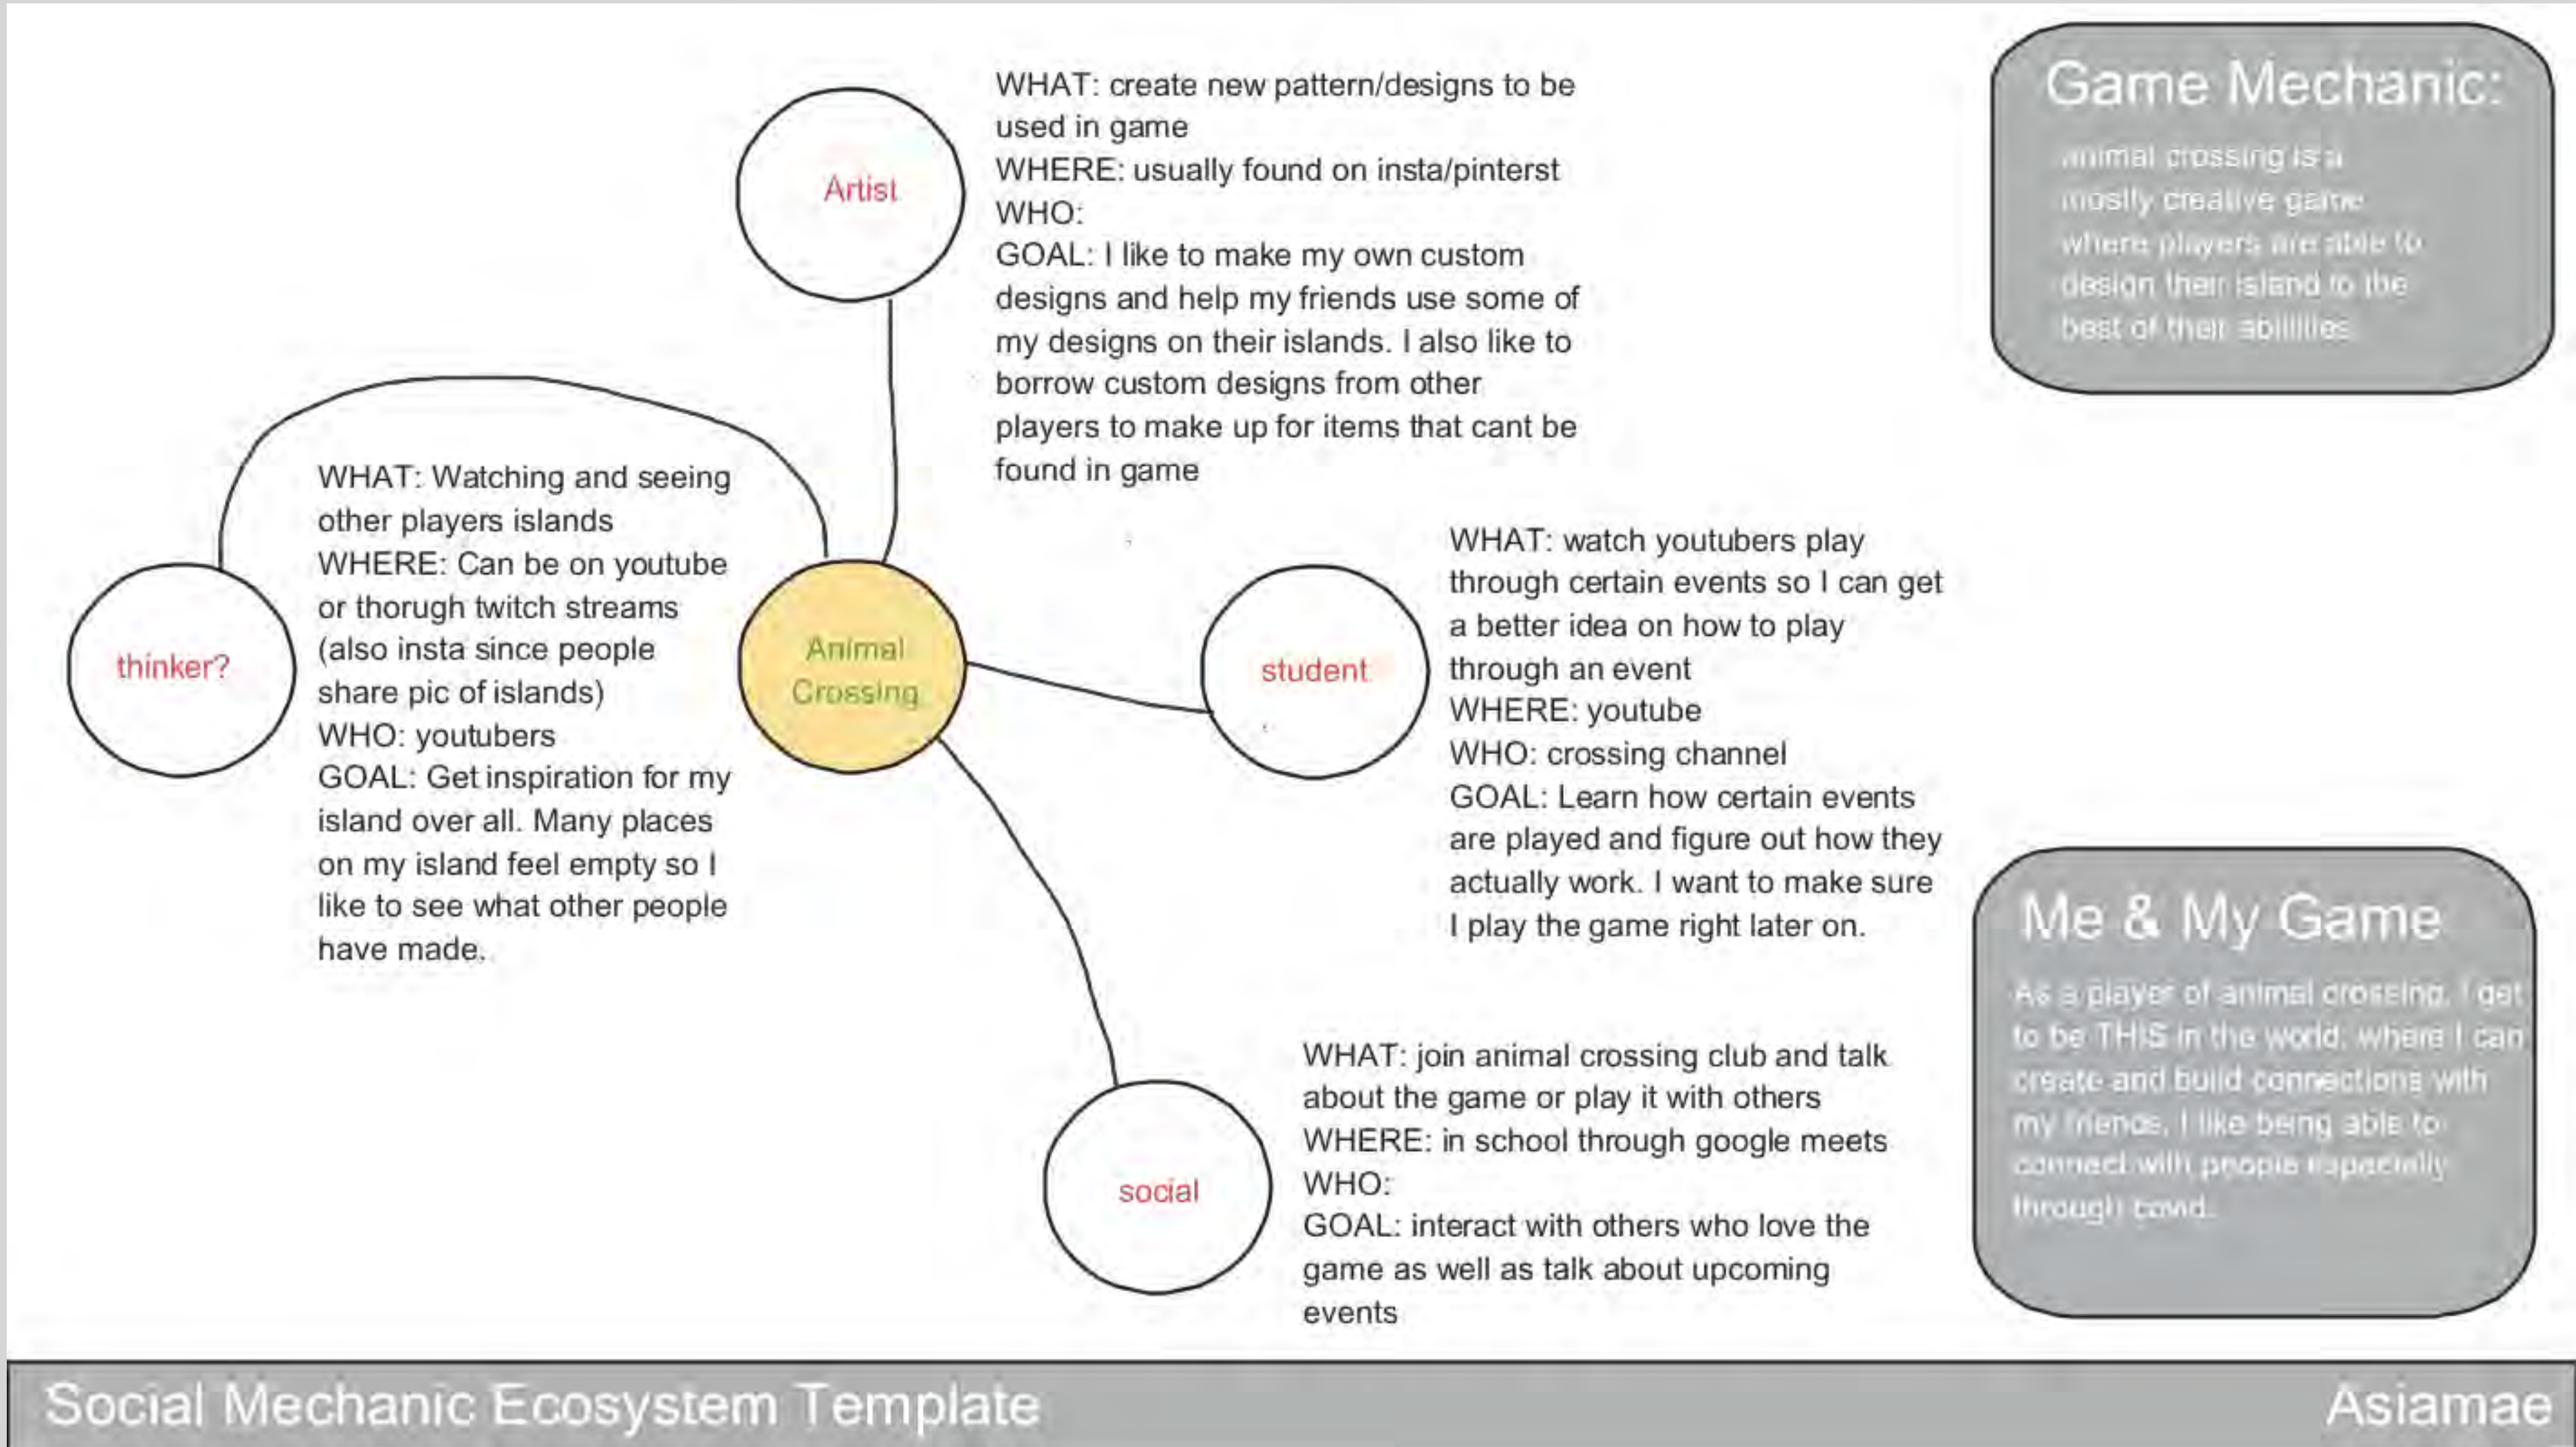 Artist
WHAT: create new pattern/designs to be
used in game
WHERE: usually found on insta/pinterst
WHO:
GOAL: I like to make my own custom
designs and help my friends use some of
my designs on their islands. I also like to
borrow custom designs from other
players to make up for items that cant be
found in game
Game Mechanic:
animal crossing is a
mostly creative game
where players are able to
design their island to the
best of their abilities
thinker?
WHAT: Watching and seeing
other players islands
WHERE: Can be on youtube
or thorugh twitch streams
(also insta since people
share pic of islands)
WHO: youtubers
GOAL: Get inspiration for my
island over all. Many places
on my island feel empty so I
like to see what other people
have made.
Animal
Crossing
student
WHAT: watch youtubers play
through certain events so I can get
a better idea on how to play
through an event
WHERE: youtube
WHO: crossing channel
GOAL: Learn how certain events
are played and figure out how they
actually work. I want to make sure
I play the game right later on.
Me & My Game
As a player of animal crossing, I get
to be THIS in the world, where I can
create and build connections with
my friends. I like being able to
connect with people especially
through covid.
social
WHAT: join animal crossing club and talk
about the game or play it with others
WHERE: in school through google meets
WHO:
GOAL: interact with others who love the
game as well as talk about upcoming
events
Social Mechanic Ecosystem Template
Asiamae